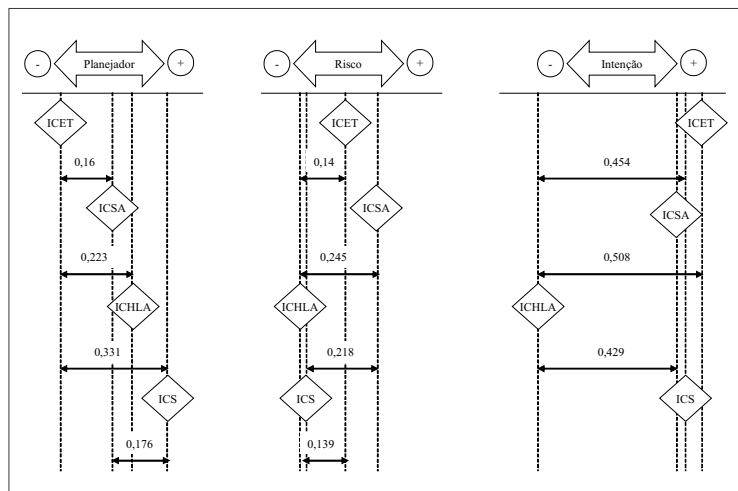 - Planejador + - Risco + - Intenção +
ICET ICET ICET
0,16 0,14 0,454
ICSA ICSA ICSA
0,223 0,245 0,508
ICHLA ICHLA ICHLA
0,331 0,218 0,429
ICS ICS ICS
0,176 0,139